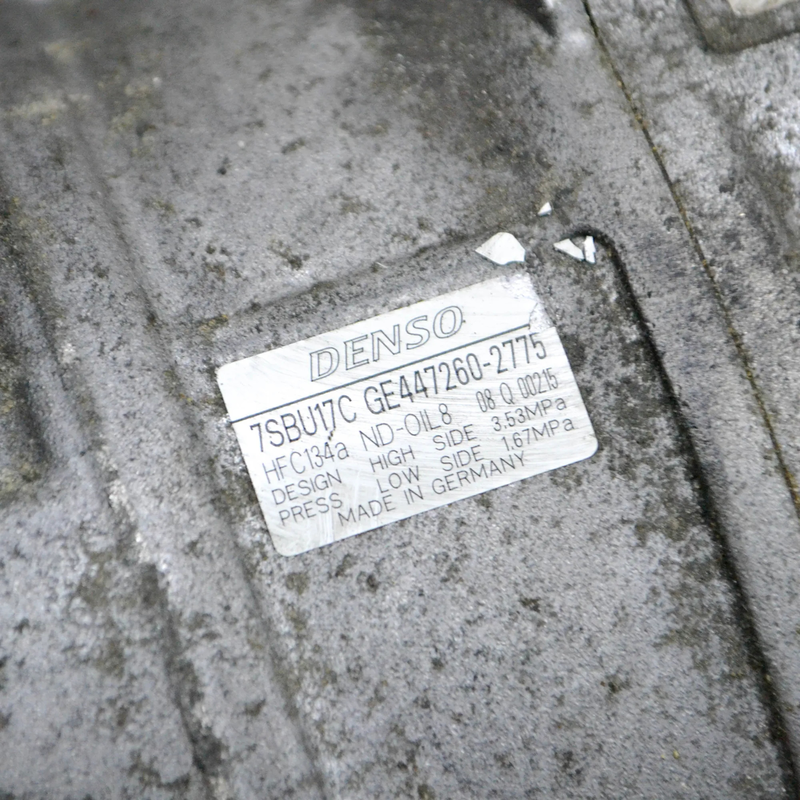 DENSO
7SBU17C GE447260-2775
HFC134a ND-OIL8 08 Q 00215
DESIGN HIGH SIDE 3.53MPa
PRESS LOW SIDE 1.67MPa
MADE IN GERMANY